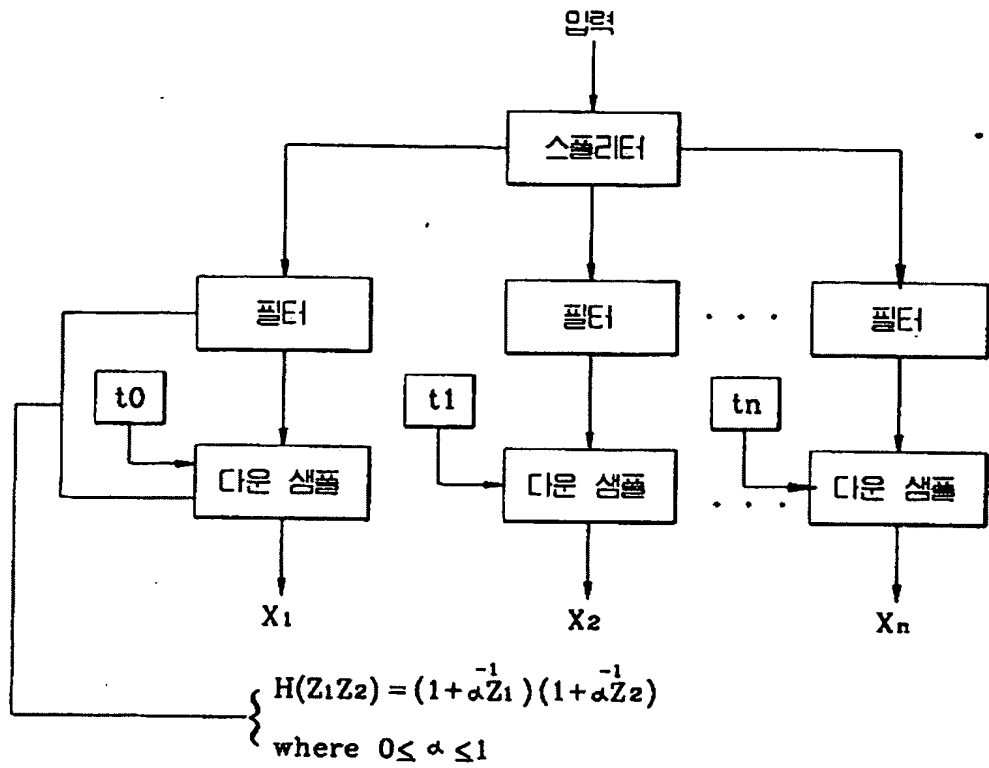 입력
스플리터
필터
필터
. . .
필터
t0
t1
tn
다운 샘플
다운 샘플
. . .
다운 샘플
X1
X2
Xn
H(Z1Z2) = (1+αZ1⁻¹)(1+αZ2⁻¹)
where 0≤ α ≤1